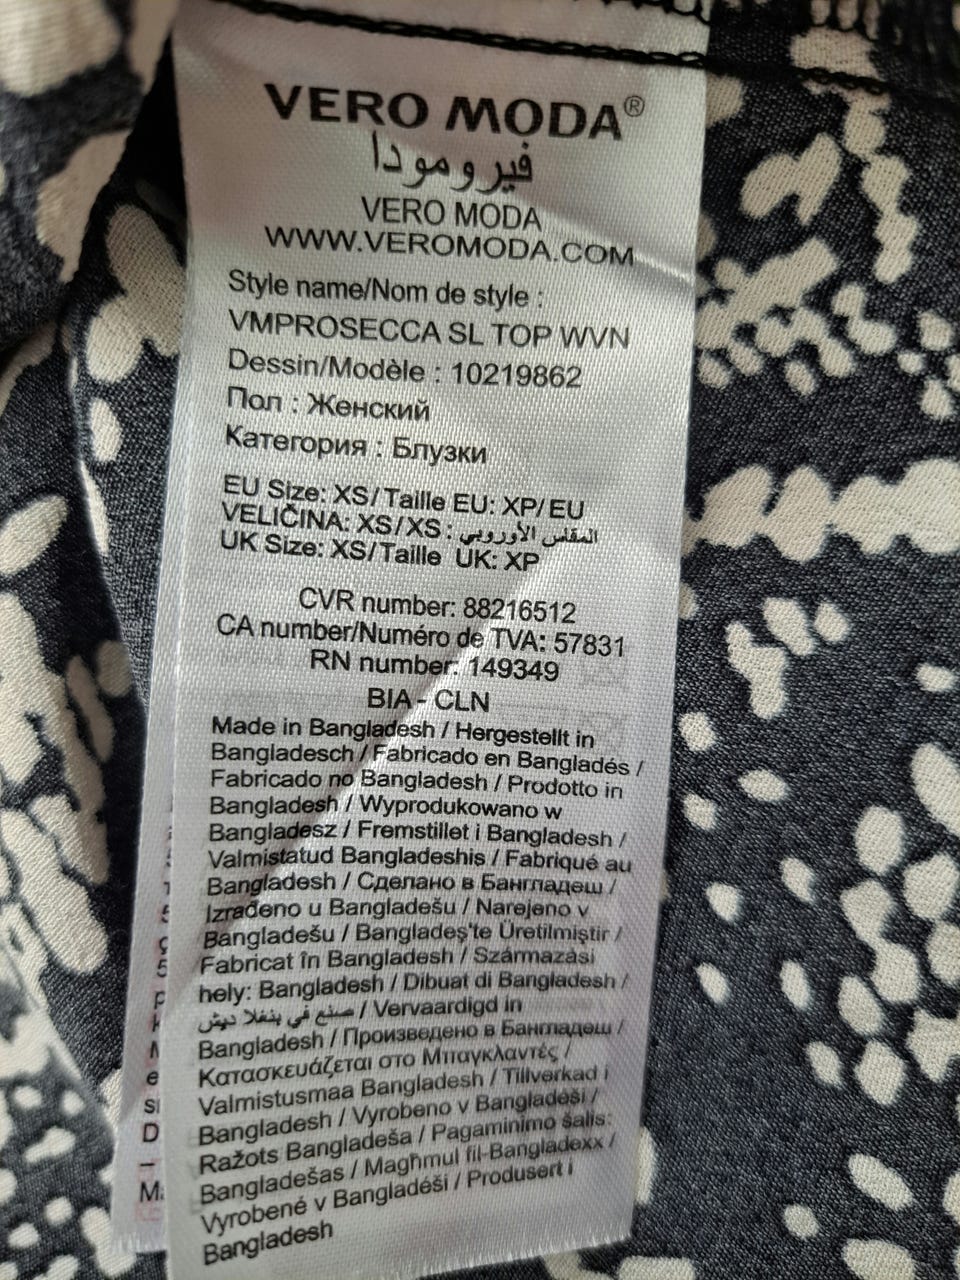 VERO MODA®
فيرومودا
VERO MODA
WWW.VEROMODA.COM
Style name/Nom de style :
VMPROSECCA SL TOP WVN
Dessin/Modèle : 10219862
Пол : Женский
Категория : Блузки
EU Size: XS/Taille EU: XP/EU
VELIČINA: XS/XS : المقاس الأوروبي
UK Size: XS/Taille UK: XP
CVR number: 88216512
CA number/Numéro de TVA: 57831
RN number: 149349
BIA - CLN
Made in Bangladesh / Hergestellt in
Bangladesch / Fabricado en Bangladés /
Fabricado no Bangladesh / Prodotto in
Bangladesh / Wyprodukowano w
Bangladesz / Fremstillet i Bangladesh /
Valmistatud Bangladeshis / Fabriqué au
Bangladesh / Сделано в Бангладеш /
Izrađeno u Bangladešu / Narejeno v
Bangladešu / Bangladeş'te Üretilmiştir /
Fabricat în Bangladesh / Származási
hely: Bangladesh / Dibuat di Bangladesh /
صنع في بنغلا ديش / Vervaardigd in
Bangladesh / Произведено в Бангладеш /
Κατασκευάζεται στο Μπαγκλαντές /
Valmistusmaa Bangladesh / Tillverkad i
Bangladesh / Vyrobeno v Bangladéši /
Ražots Bangladeša / Pagaminimo šalis:
Bangladešas / Magħmul fil-Bangladexx /
Vyrobené v Bangladéši / Produsert i
Bangladesh